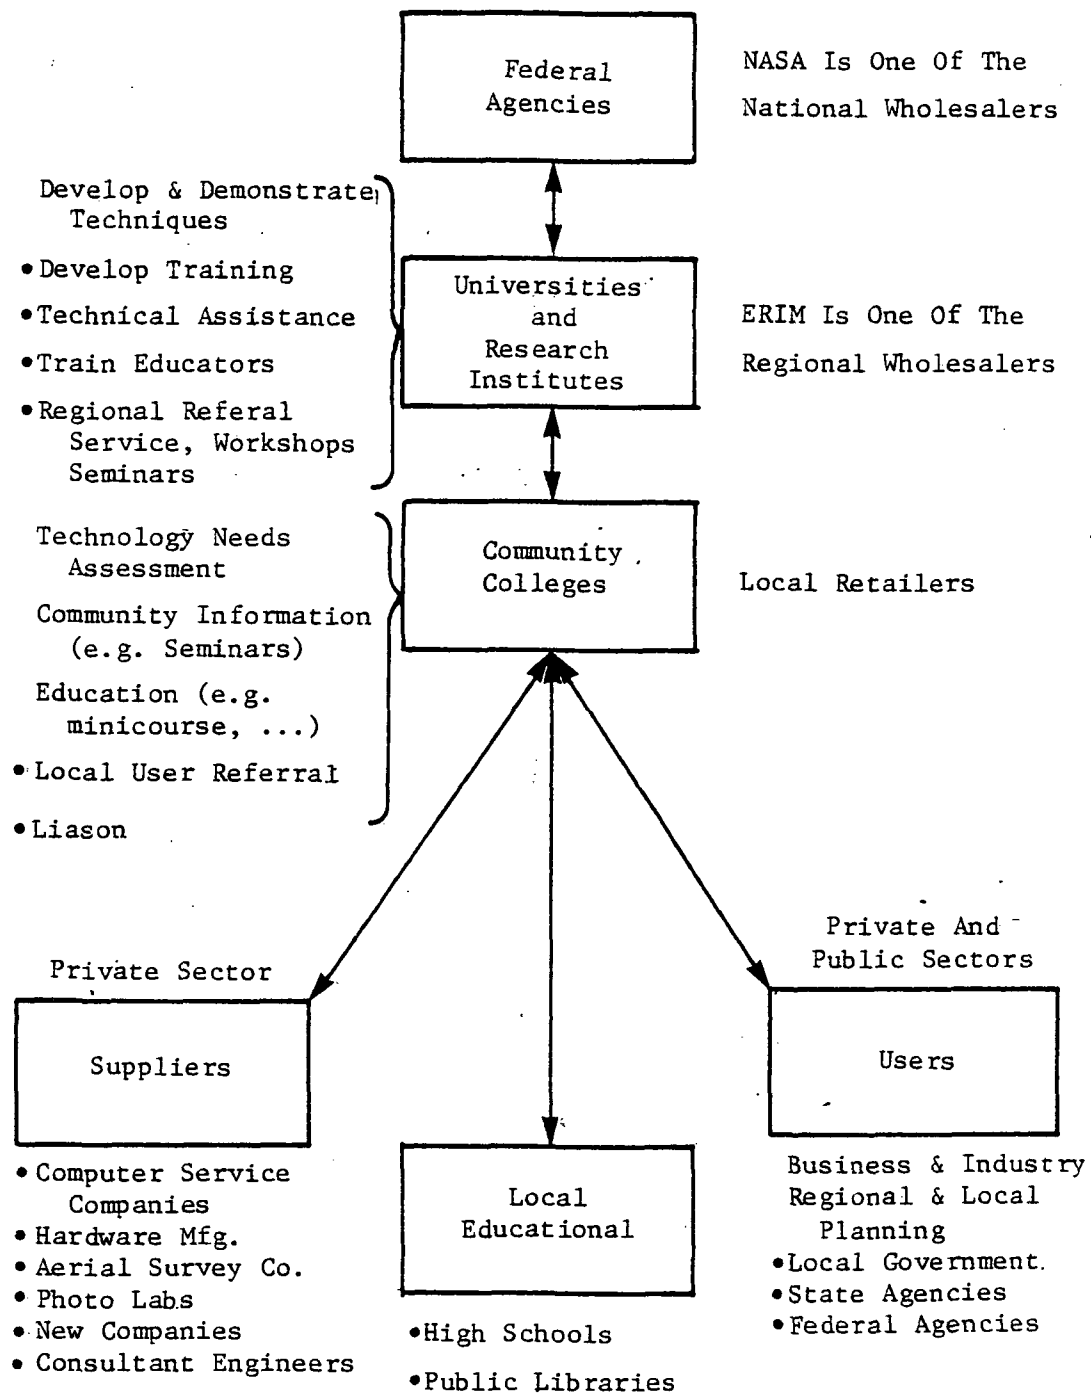 Federal
Agencies
NASA Is One Of The
National Wholesalers
Develop & Demonstrate
Techniques
•Develop Training
•Technical Assistance
•Train Educators
•Regional Referal
Service, Workshops
Seminars
Universities
and
Research
Institutes
ERIM Is One Of The
Regional Wholesalers
Technology Needs
Assessment
Community Information
(e.g. Seminars)
Education (e.g.
minicourse, ...)
•Local User Referral
•Liason
Community
Colleges
Local Retailers
Private Sector
Suppliers
•Computer Service
Companies
•Hardware Mfg.
•Aerial Survey Co.
•Photo Labs
•New Companies
•Consultant Engineers
Local
Educational
•High Schools
•Public Libraries
Private And
Public Sectors
Users
Business & Industry
Regional & Local
Planning
•Local Government.
•State Agencies
•Federal Agencies